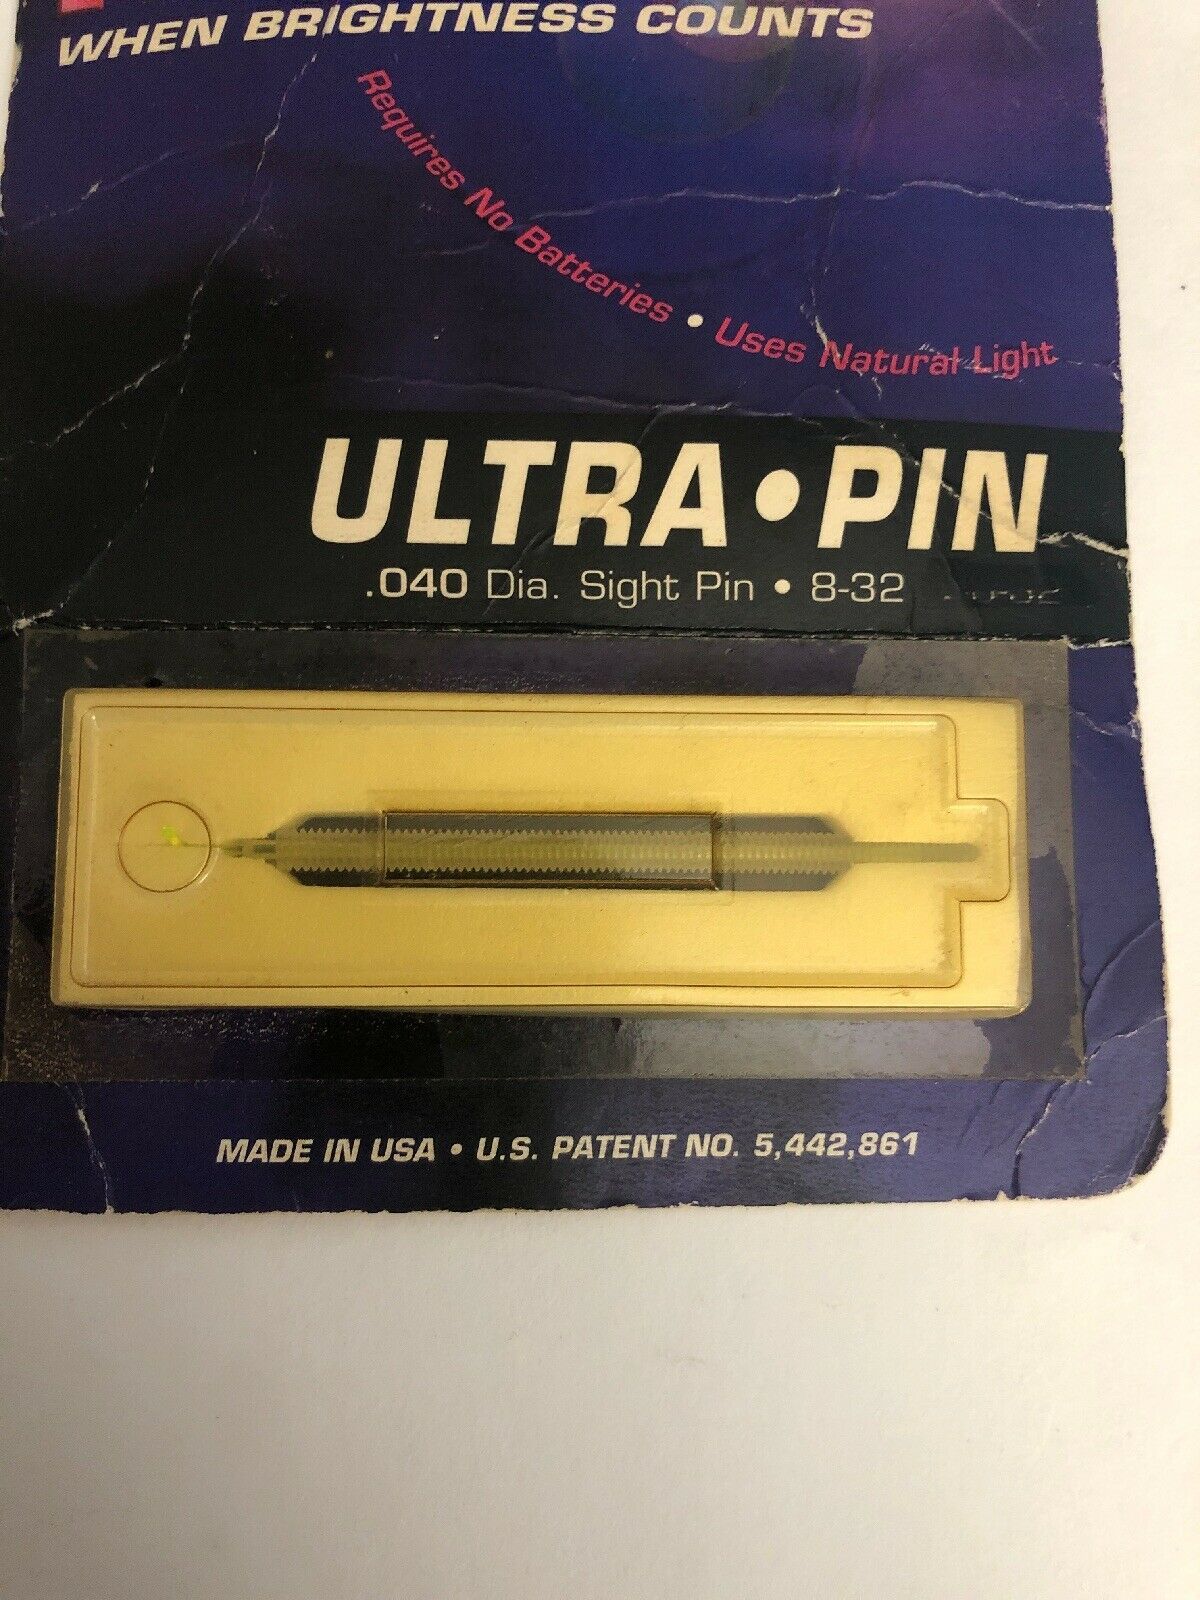 WHEN BRIGHTNESS COUNTS
Requires No Batteries • Uses Natural Light
ULTRA•PIN
.040 Dia. Sight Pin • 8-32
MADE IN USA • U.S. PATENT NO. 5,442,861